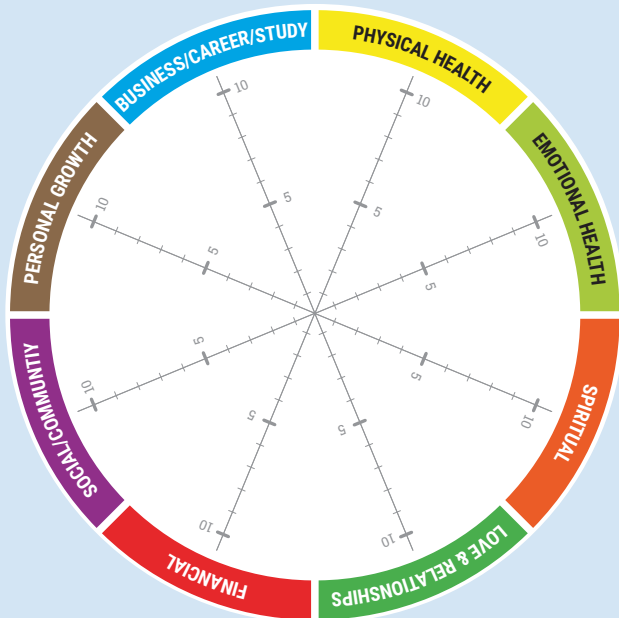 PHYSICAL HEALTH
EMOTIONAL HEALTH
SPIRITUAL
LOVE & RELATIONSHIPS
FINANCIAL
SOCIAL/COMMUNTIY
PERSONAL GROWTH
BUSINESS/CAREER/STUDY
10
5
10
5
10
5
10
5
10
5
10
5
10
5
10
5